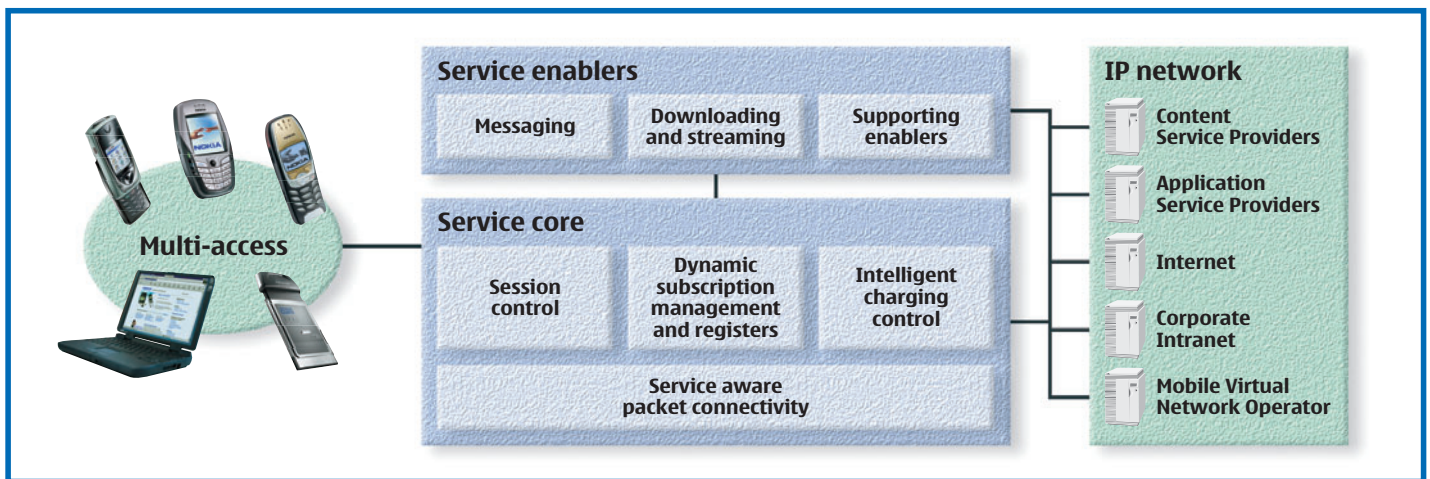 Service enablers
Messaging
Downloading
and streaming
Supporting
enablers
Service core
Session
control
Dynamic
subscription
management
and registers
Intelligent
charging
control
Service aware
packet connectivity
Multi-access
NOKIA
NOKIA
IP network
Content
Service Providers
Application
Service Providers
Internet
Corporate
Intranet
Mobile Virtual
Network Operator